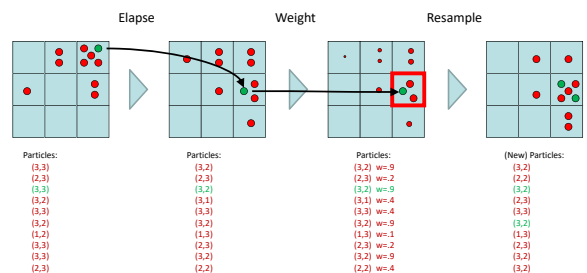 Elapse Weight Resample
Particles: Particles: Particles: (New) Particles:
(3,3) (3,2) (3,2) w=.9 (3,2)
(2,3) (2,3) (2,3) w=.2 (2,2)
(3,3) (3,2) (3,2) w=.9 (3,2)
(3,2) (3,1) (3,1) w=.4 (2,3)
(3,3) (3,3) (3,3) w=.4 (3,3)
(3,2) (3,2) (3,2) w=.9 (3,2)
(1,2) (1,3) (1,3) w=.1 (1,3)
(3,3) (2,3) (2,3) w=.2 (2,3)
(3,3) (3,2) (3,2) w=.9 (3,2)
(2,3) (2,2) (2,2) w=.4 (3,2)